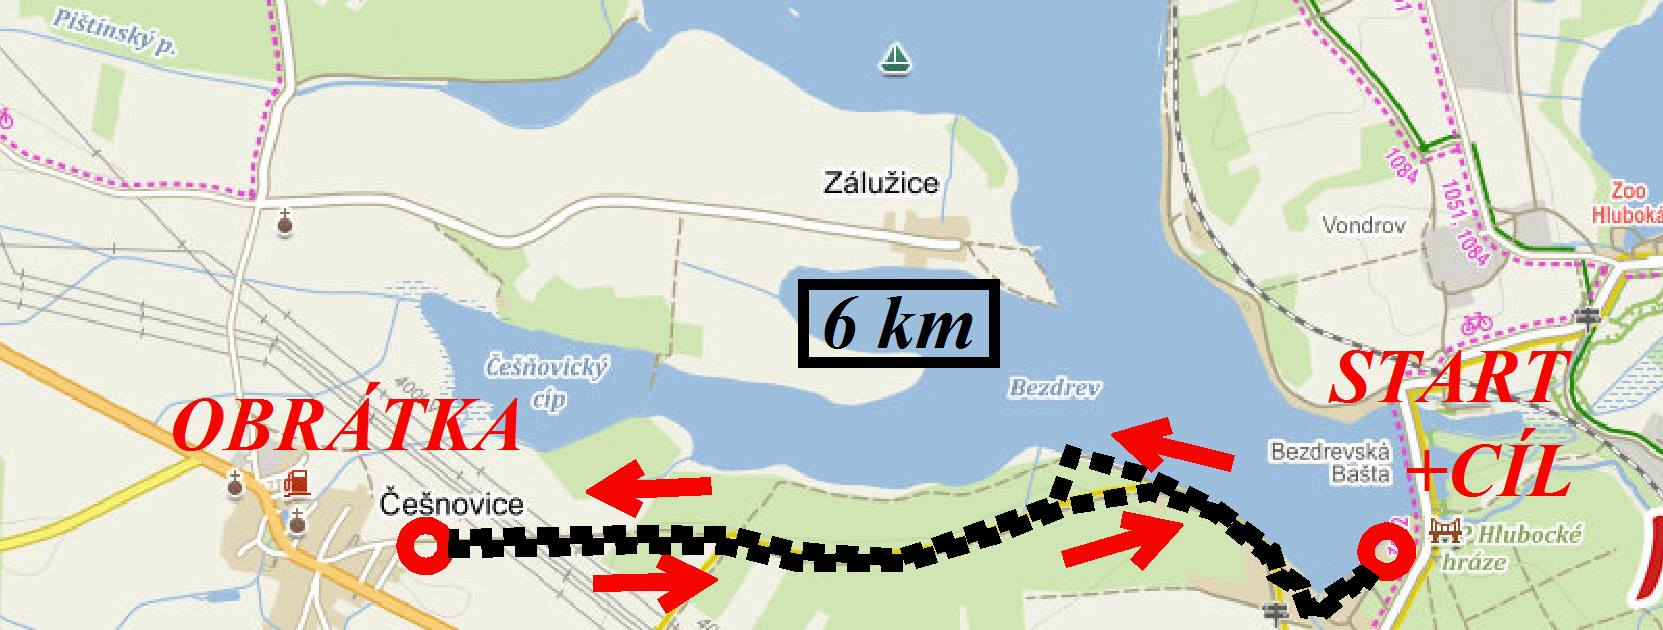 Pištínský p.
1051
Zálužice
1084
1051, 1084
Vondrov
Zoo
Hluboká
6 km
Češňovický
cíp
Bezdrev
START
+CÍL
OBRÁTKA
Bezdrevská
Bašta
Češnovice
Hlubocké
hráze